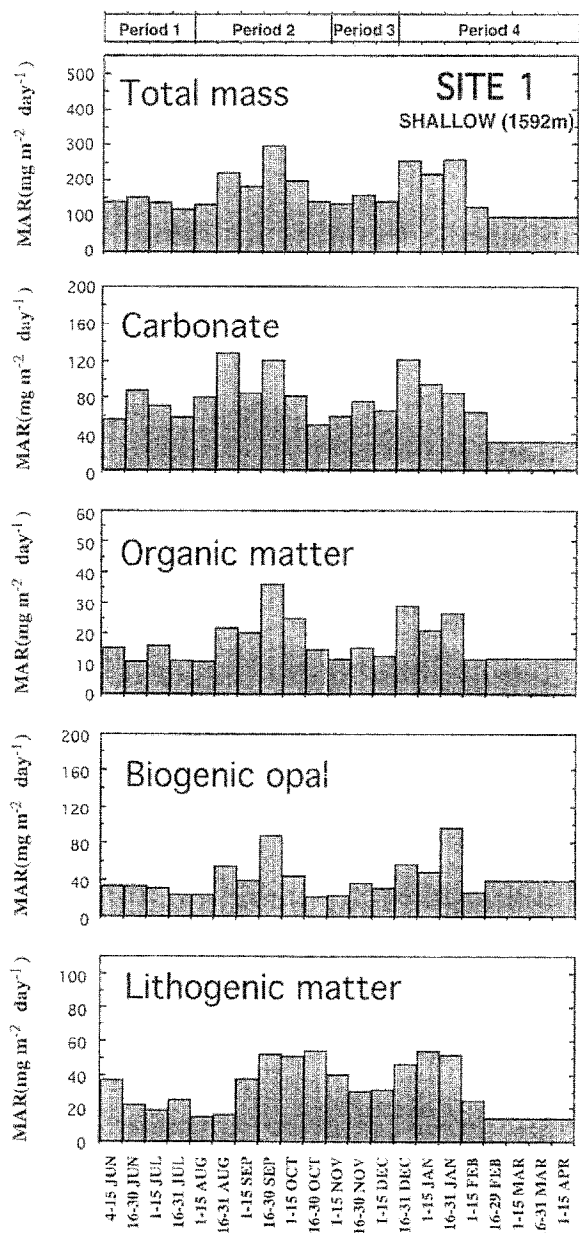 Period 1 Period 2 Period 3 Period 4
Total mass
SITE 1
SHALLOW (1592m)
MAR(mg m-2 day-1)
500
400
300
200
100
0
Carbonate
MAR(mg m-2 day-1)
200
160
120
80
40
0
Organic matter
MAR(mg m-2 day-1)
60
50
40
30
20
10
0
Biogenic opal
MAR(mg m-2 day-1)
200
160
120
80
40
0
Lithogenic matter
MAR(mg m-2 day-1)
100
80
60
40
20
0
4-15 JUN
16-30 JUN
1-15 JUL
16-31 JUL
1-15 AUG
16-31 AUG
1-15 SEP
16-30 SEP
1-15 OCT
16-30 OCT
1-15 NOV
16-30 NOV
1-15 DEC
16-31 DEC
1-15 JAN
16-31 JAN
1-15 FEB
16-29 FEB
1-15 MAR
6-31 MAR
1-15 APR